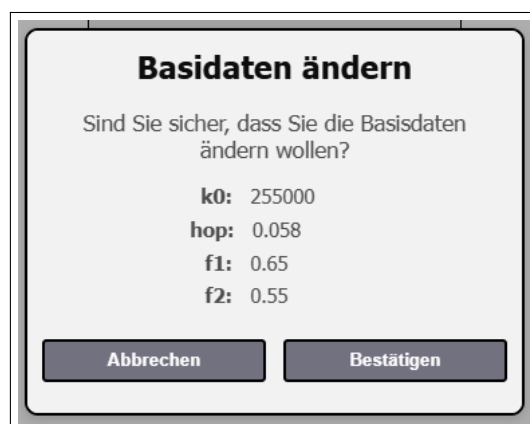 Basidaten ändern
Sind Sie sicher, dass Sie die Basisdaten
ändern wollen?
k0: 255000
hop: 0.058
f1: 0.65
f2: 0.55
Abbrechen Bestätigen